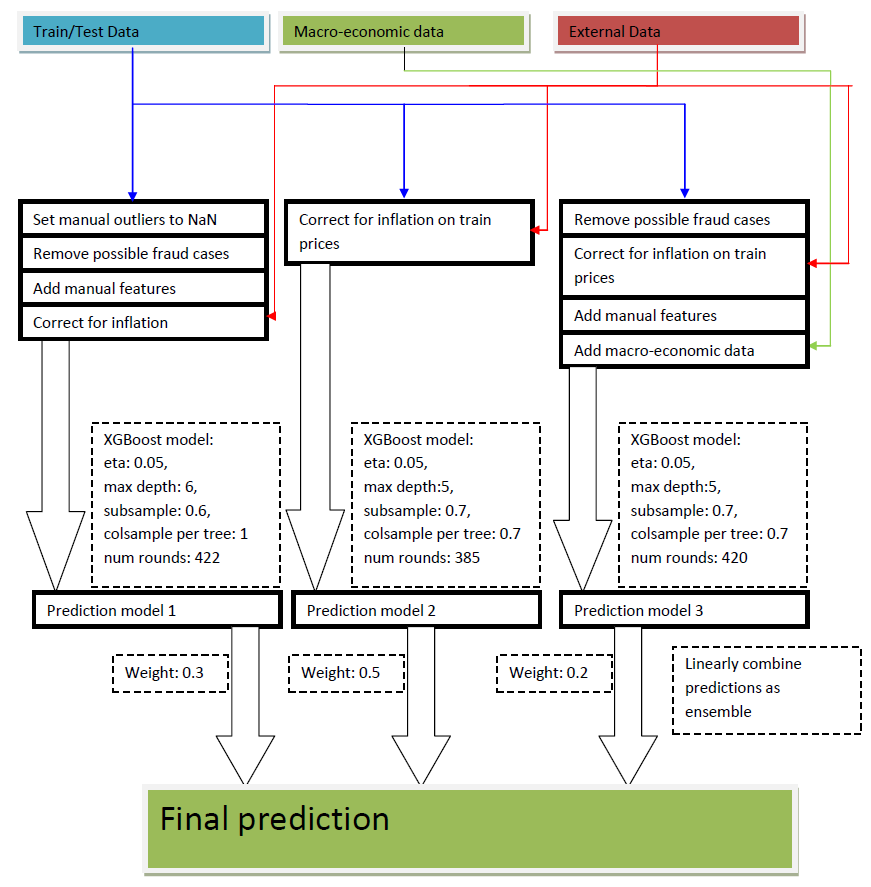 Train/Test Data
Macro-economic data
External Data
Set manual outliers to NaN
Remove possible fraud cases
Add manual features
Correct for inflation
Correct for inflation on train
prices
Remove possible fraud cases
Correct for inflation on train
prices
Add manual features
Add macro-economic data
XGBoost model:
eta: 0.05,
max depth: 6,
subsample: 0.6,
colsample per tree: 1
num rounds: 422
XGBoost model:
eta: 0.05,
max depth:5,
subsample: 0.7,
colsample per tree: 0.7
num rounds: 385
XGBoost model:
eta: 0.05,
max depth:5,
subsample: 0.7,
colsample per tree: 0.7
num rounds: 420
Prediction model 1
Prediction model 2
Prediction model 3
Weight: 0.3
Weight: 0.5
Weight: 0.2
Linearly combine
predictions as
ensemble
Final prediction